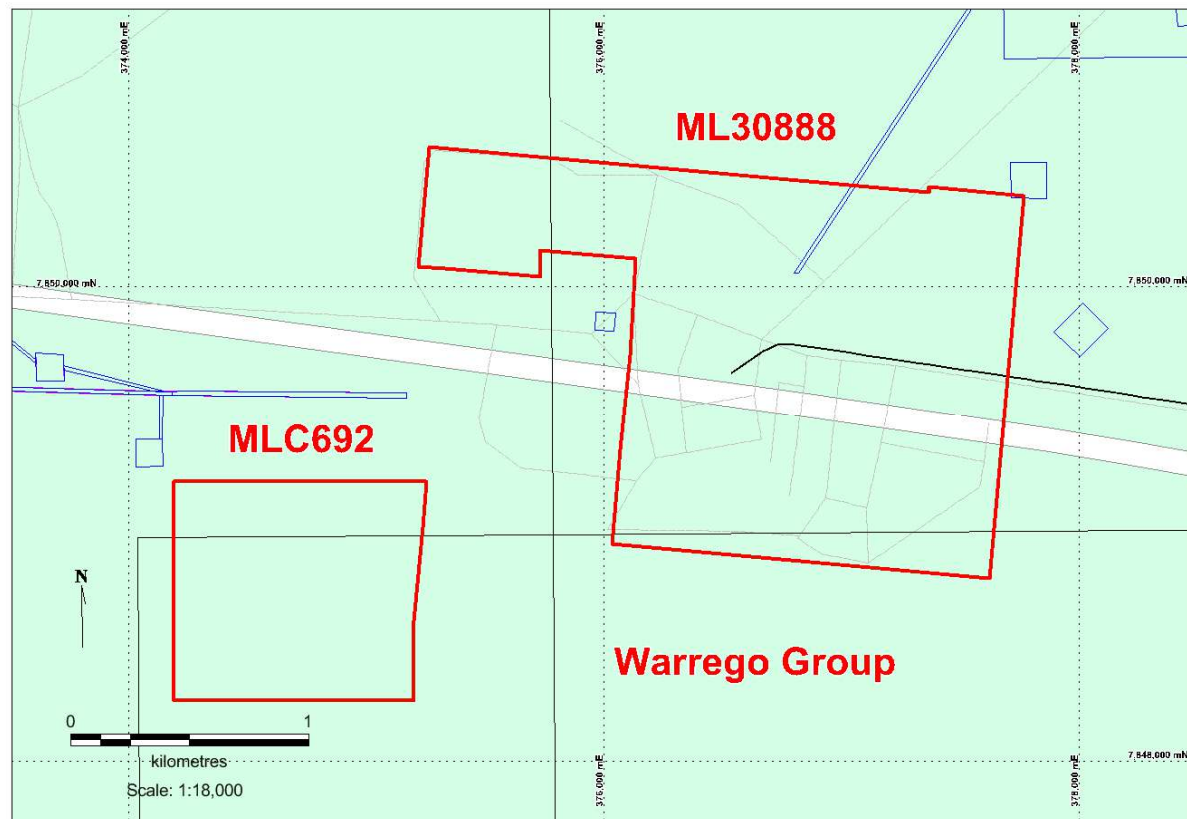 374,000 mE
376,000 mE
378,000 mE
ML30888
7,850,000 mN
7,850,000 mN
MLC692
N
Warrego Group
0 1
kilometres
Scale: 1:18,000
7,848,000 mN
376,000 mE
378,000 mE